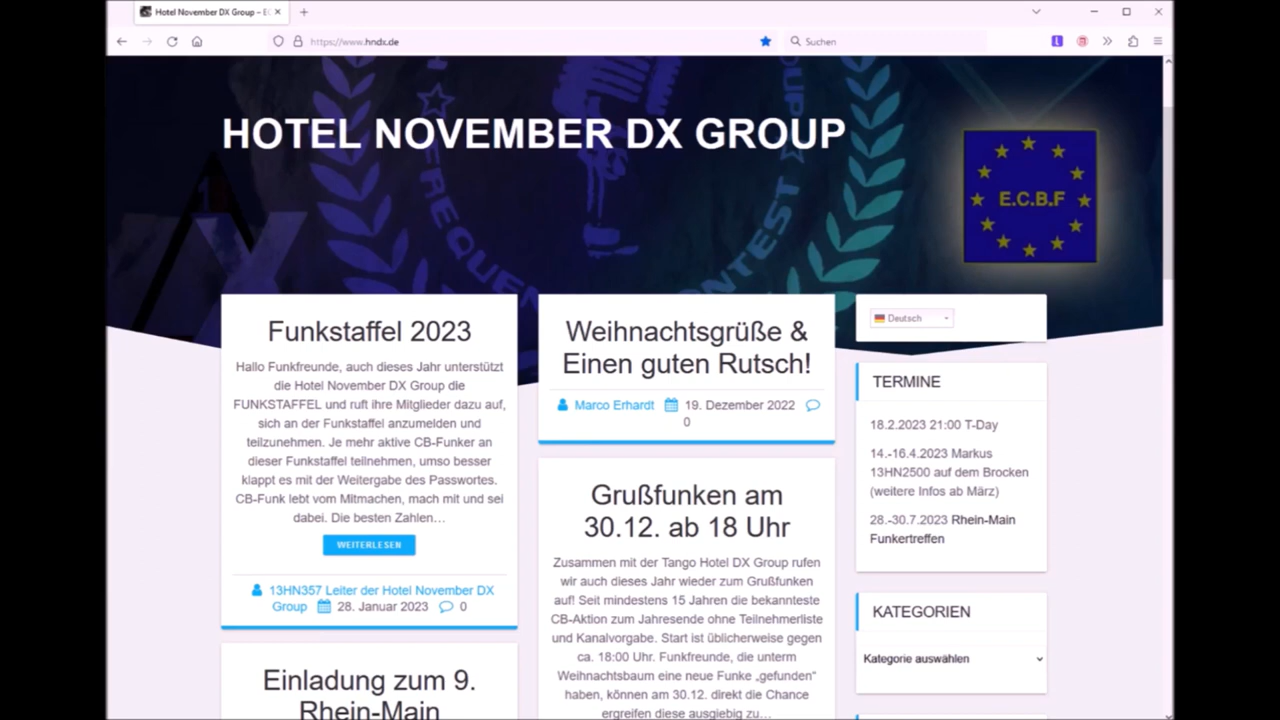 Hotel November DX Group – E
https://www.hndx.de
Suchen
HOTEL NOVEMBER DX GROUP
E.C.B.F
Funkstaffel 2023
Hallo Funkfreunde, auch dieses Jahr unterstützt
die Hotel November DX Group die
FUNKSTAFFEL und ruft ihre Mitglieder dazu auf,
sich an der Funkstaffel anzumelden und
teilzunehmen. Je mehr aktive CB-Funker an
dieser Funkstaffel teilnehmen, umso besser
klappt es mit der Weitergabe des Passwortes.
CB-Funk lebt vom Mitmachen, mach mit und sei
dabei. Die besten Zahlen…
WEITERLESEN
13HN357 Leiter der Hotel November DX
Group 28. Januar 2023 0
Einladung zum 9.
Rhein-Main
Weihnachtsgrüße &
Einen guten Rutsch!
Marco Erhardt 19. Dezember 2022
0
Grußfunken am
30.12. ab 18 Uhr
Zusammen mit der Tango Hotel DX Group rufen
wir auch dieses Jahr wieder zum Grußfunken
auf! Seit mindestens 15 Jahren die bekannteste
CB-Aktion zum Jahresende ohne Teilnehmerliste
und Kanalvorgabe. Start ist üblicherweise gegen
ca. 18:00 Uhr. Funkfreunde, die unterm
Weihnachtsbaum eine neue Funke „gefunden“
haben, können am 30.12. direkt die Chance
ergreifen diese ausgiebig zu…
Deutsch
TERMINE
18.2.2023 21:00 T-Day
14.-16.4.2023 Markus
13HN2500 auf dem Brocken
(weitere Infos ab März)
28.-30.7.2023 Rhein-Main
Funkertreffen
KATEGORIEN
Kategorie auswählen